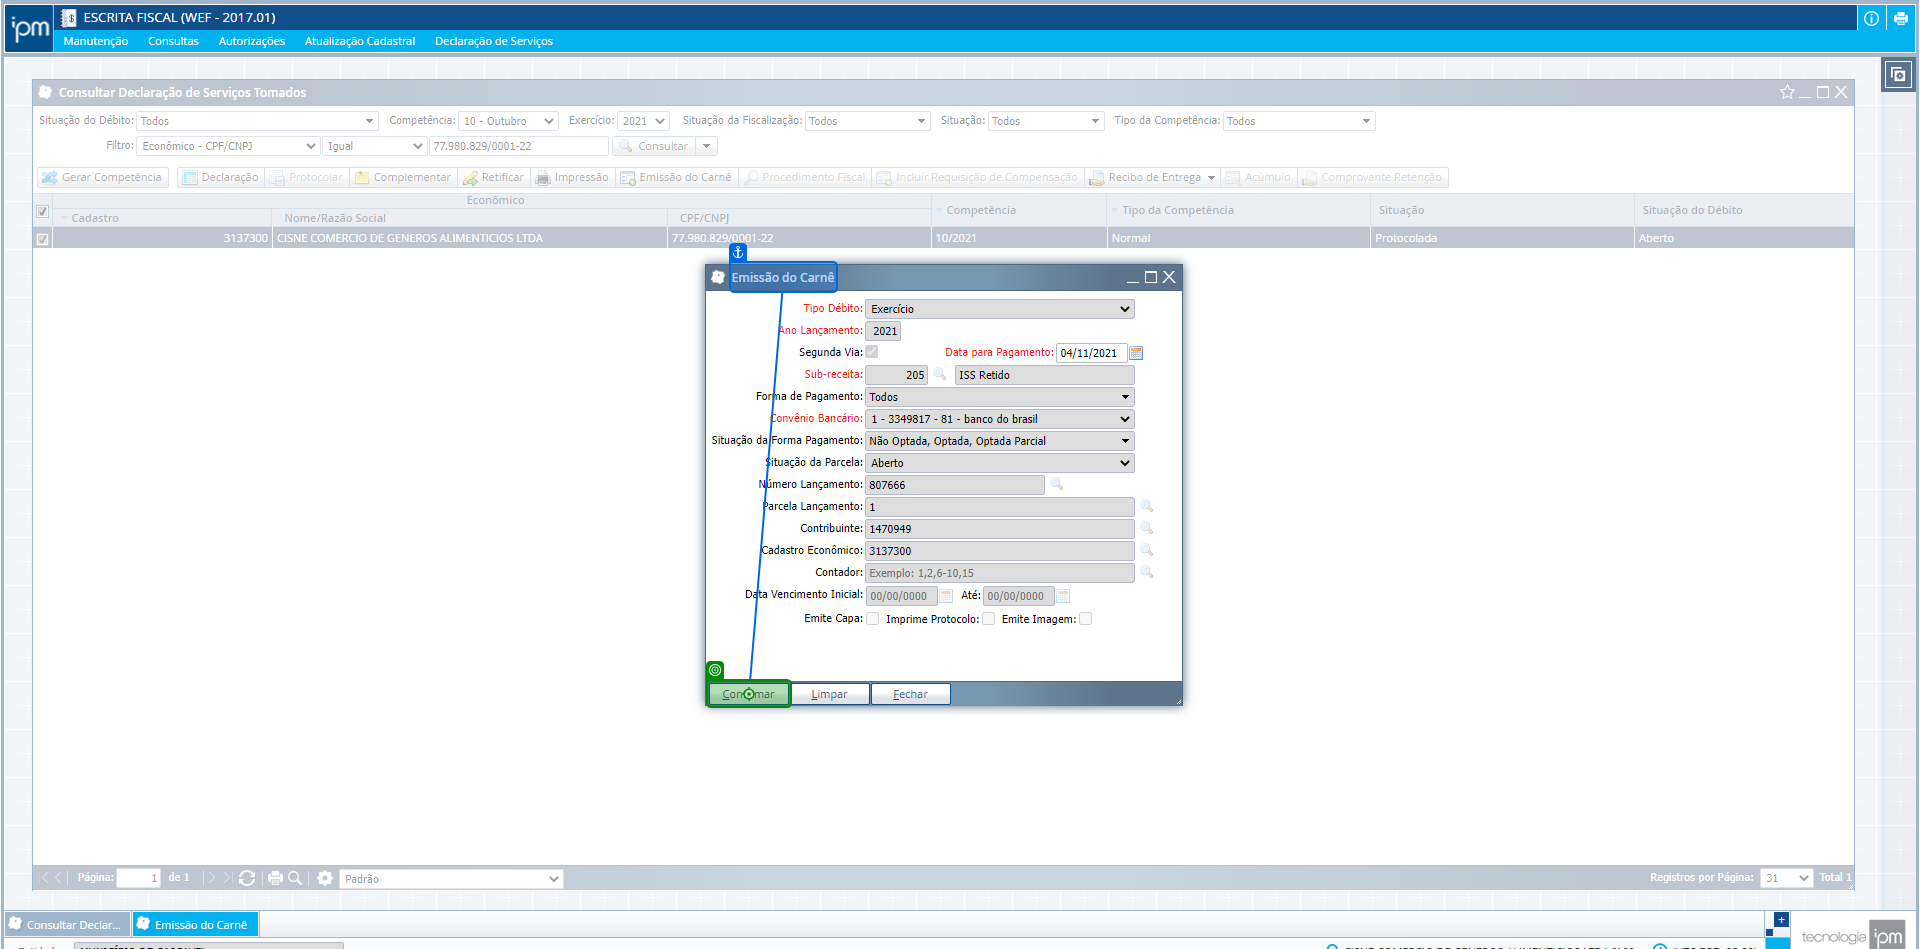 ipm
ESCRITA FISCAL (WEF - 2017.01)
Manutenção Consultas Autorizações Atualização Cadastral Declaração de Serviços
Consultar Declaração de Serviços Tomados
Situação do Débito: Todos Competência: 10 - Outubro Exercício: 2021 Situação da Fiscalização: Todos Situação: Todos Tipo da Competência: Todos
Filtro: Econômico - CPF/CNPJ Igual 77.980.829/0001-22 Consultar
Gerar Competência Declaração Protocolar Complementar Retificar Impressão Emissão do Carnê Procedimento Fiscal Incluir Requisição de Compensação Recibo de Entrega Acúmulo Comprovante Retenção
Econômico
Cadastro Nome/Razão Social CPF/CNPJ Competência Tipo da Competência Situação Situação do Débito
3137300 CISNE COMERCIO DE GENEROS ALIMENTICIOS LTDA 77.980.829/0001-22 10/2021 Normal Protocolada Aberto
Emissão do Carnê
Tipo Débito: Exercício
Ano Lançamento: 2021
Segunda Via: Data para Pagamento: 04/11/2021
Sub-receita: 205 ISS Retido
Forma de Pagamento: Todos
Convênio Bancário: 1 - 3349817 - 81 - banco do brasil
Situação da Forma Pagamento: Não Optada, Optada, Optada Parcial
Situação da Parcela: Aberto
Número Lançamento: 807666
Parcela Lançamento: 1
Contribuinte: 1470949
Cadastro Econômico: 3137300
Contador: Exemplo: 1,2,6-10,15
Data Vencimento Inicial: 00/00/0000 Até: 00/00/0000
Emite Capa: Imprime Protocolo: Emite Imagem:
Confirmar Limpar Fechar
Página: 1 de 1 Padrão Registros por Página: 31 Total 1
Consultar Declar... Emissão do Carnê
tecnologia ipm